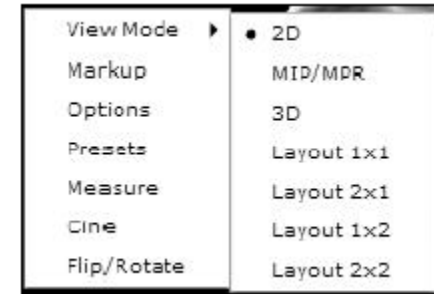 View Mode
Markup
Options
Presets
Measure
Cine
Flip/Rotate
2D
MIP/MPR
3D
Layout 1x1
Layout 2x1
Layout 1x2
Layout 2x2